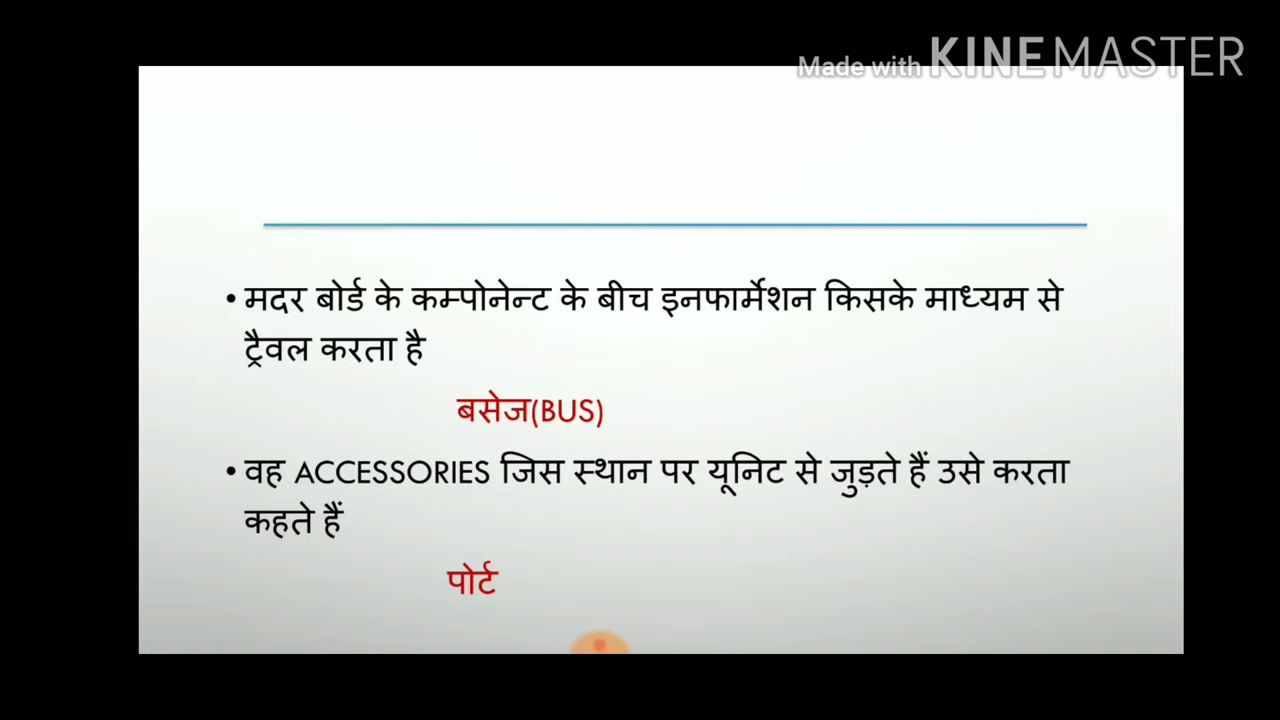 Made with KINEMASTER
• मदर बोर्ड के कम्पोनेन्ट के बीच इनफार्मेशन किसके माध्यम से
ट्रैवल करता है
बसेज(BUS)
• वह ACCESSORIES जिस स्थान पर यूनिट से जुड़ते हैं उसे करता
कहते हैं
पोर्ट